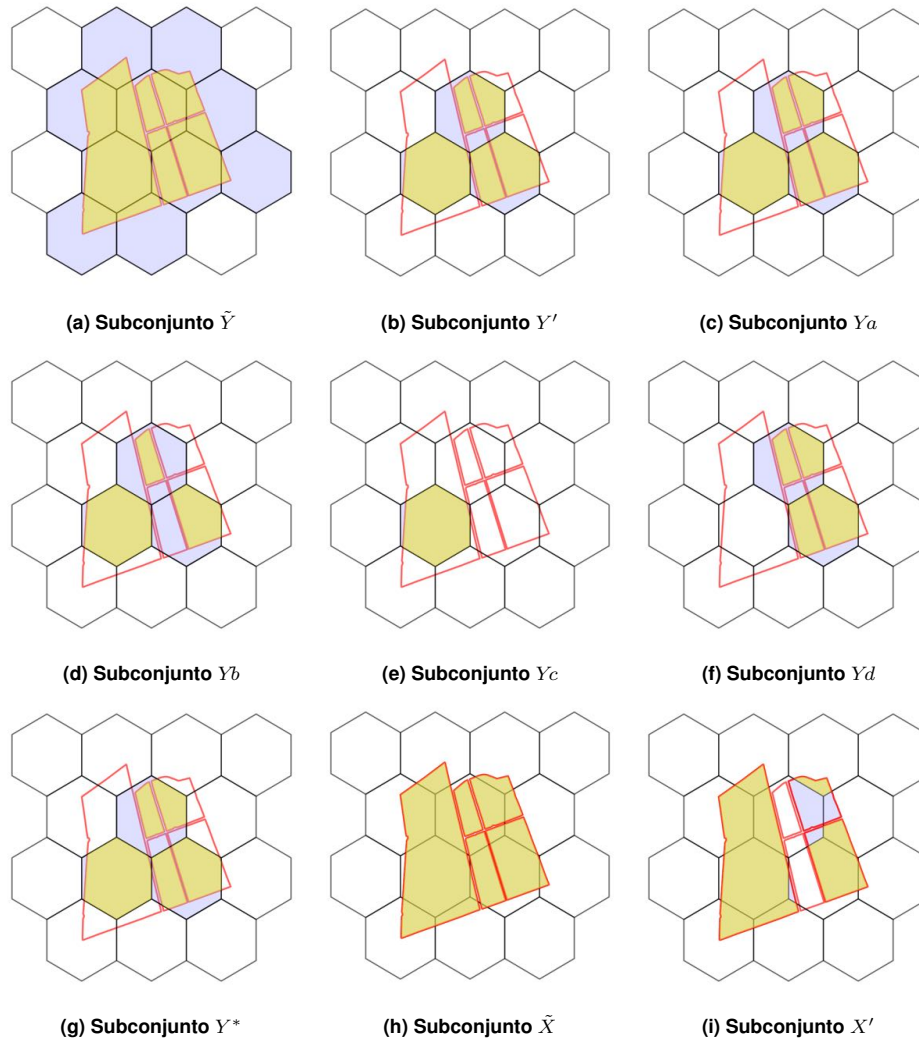 (a) Subconjunto Ỹ
(b) Subconjunto Y′
(c) Subconjunto Ya
(d) Subconjunto Yb
(e) Subconjunto Yc
(f) Subconjunto Yd
(g) Subconjunto Y*
(h) Subconjunto X̃
(i) Subconjunto X′